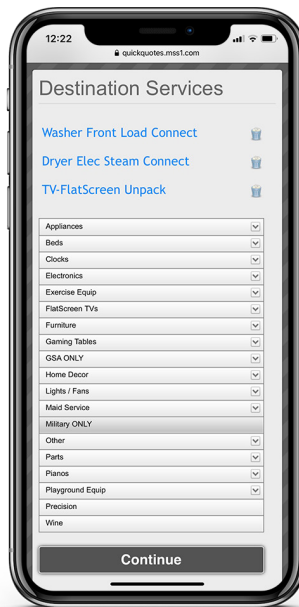 12:22
quickquotes.mss1.com
Destination Services
Washer Front Load Connect
Dryer Elec Steam Connect
TV-FlatScreen Unpack
Appliances
Beds
Clocks
Electronics
Exercise Equip
FlatScreen TVs
Furniture
Gaming Tables
GSA ONLY
Home Decor
Lights / Fans
Maid Service
Military ONLY
Other
Parts
Pianos
Playground Equip
Precision
Wine
Continue